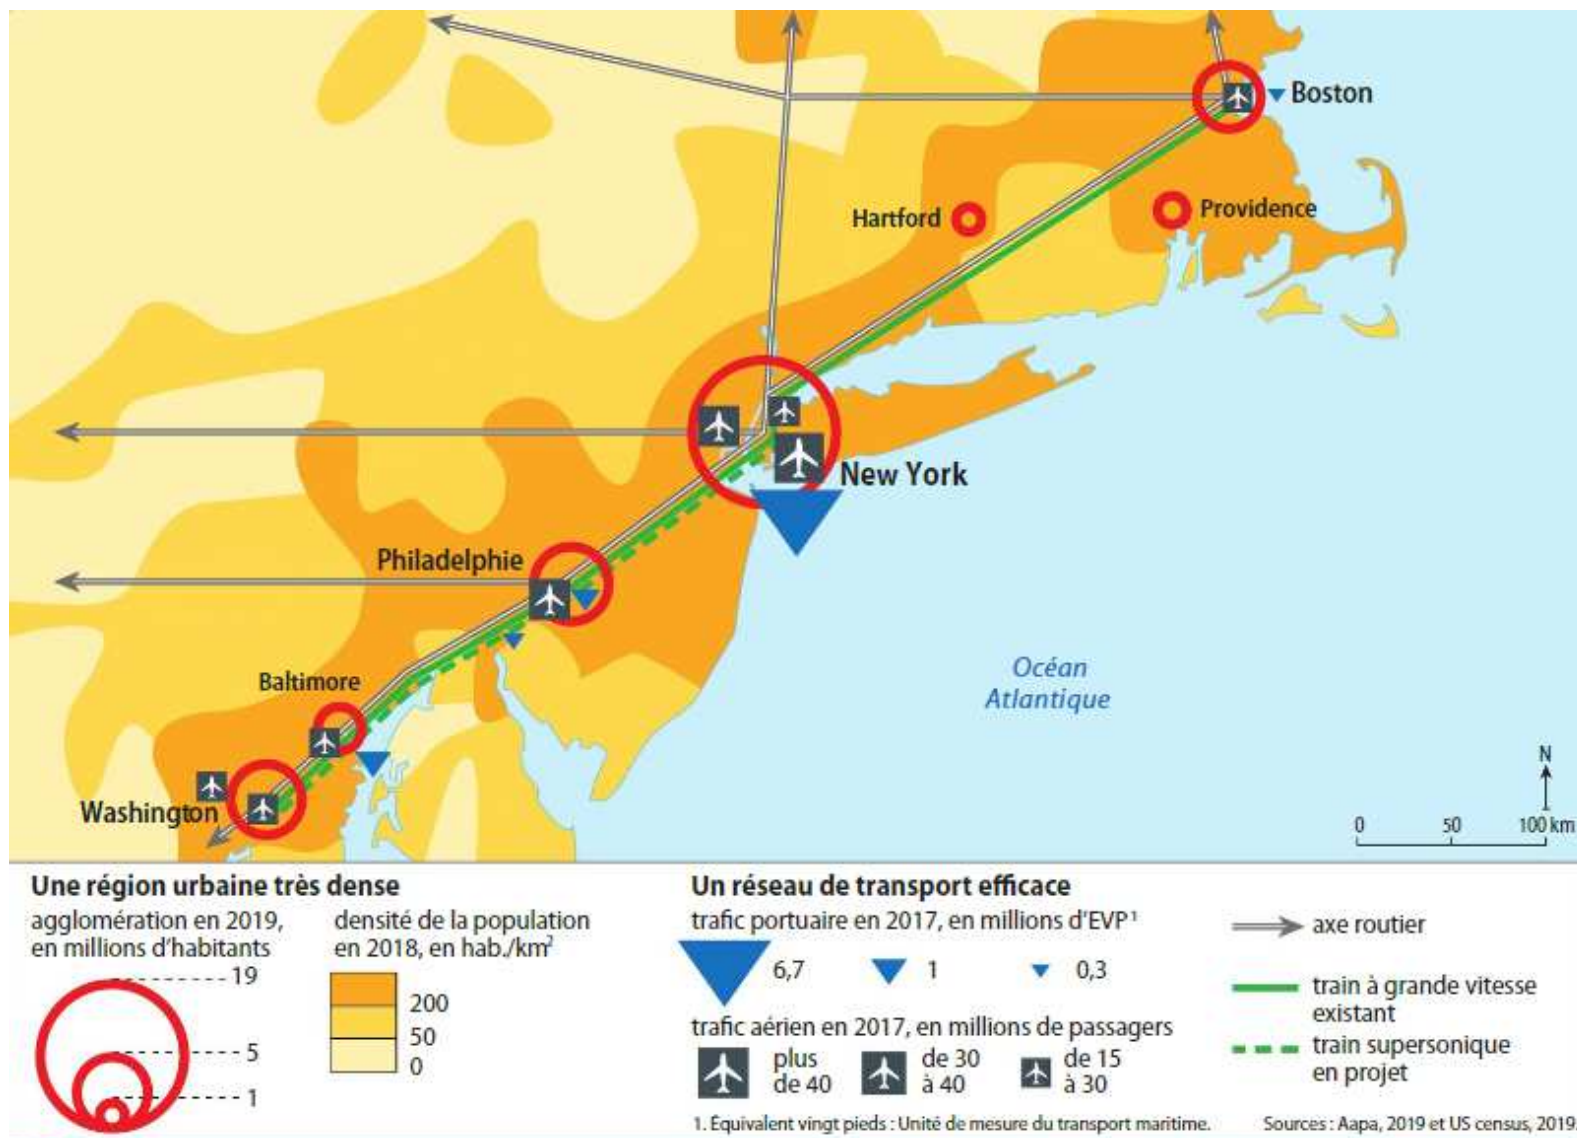 Boston
Hartford
Providence
New York
Philadelphie
Océan
Atlantique
Baltimore
Washington
N
0 50 100 km
Une région urbaine très dense
agglomération en 2019,
en millions d'habitants
19
5
1
densité de la population
en 2018, en hab./km²
200
50
0
Un réseau de transport efficace
trafic portuaire en 2017, en millions d'EVP¹
6,7 1 0,3
trafic aérien en 2017, en millions de passagers
plus
de 40
de 30
à 40
de 15
à 30
axe routier
train à grande vitesse
existant
train supersonique
en projet
1. Équivalent vingt pieds : Unité de mesure du transport maritime.
Sources : Aapa, 2019 et US census, 2019.